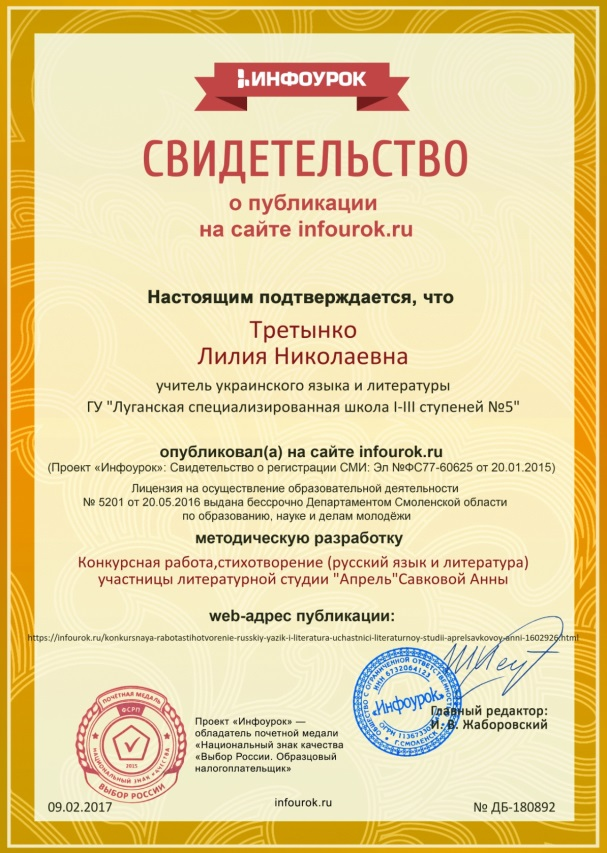 ИНФОУРОК
СВИДЕТЕЛЬСТВО
о публикации
на сайте infourok.ru
Настоящим подтверждается, что
Третынко
Лилия Николаевна
учитель украинского языка и литературы
ГУ "Луганская специализированная школа I-III ступеней №5"
опубликовал(а) на сайте infourok.ru
(Проект «Инфоурок»: Свидетельство о регистрации СМИ: Эл №ФС77-60625 от 20.01.2015)
Лицензия на осуществление образовательной деятельности
№ 5201 от 20.05.2016 выдана бессрочно Департаментом Смоленской области
по образованию, науке и делам молодёжи
методическую разработку
Конкурсная работа,стихотворение (русский язык и литература)
участницы литературной студии "Апрель"Савковой Анны
web-адрес публикации:
https://infourok.ru/konkursnaya-rabotastihotvorenie-russkiy-yazik-i-literatura-uchastnici-literaturnoy-studii-aprelsavkovoy-anni-1602926.html
ПОЧЕТНАЯ МЕДАЛЬ
ФСРП
2015
НАЦИОНАЛЬНЫЙ ЗНАК КАЧЕСТВА
ВЫБОР РОССИИ
Проект «Инфоурок» —
обладатель почетной медали
«Национальный знак качества
«Выбор России. Образцовый
налогоплательщик»
ОБЩЕСТВО С ОГРАНИЧЕННОЙ ОТВЕТСТВЕННОСТЬЮ
ИНН 6732064123
«Инфоурок»
Г.СМОЛЕНСК
Главный редактор:
И. В. Жаборовский
09.02.2017
infourok.ru
№ ДБ-180892